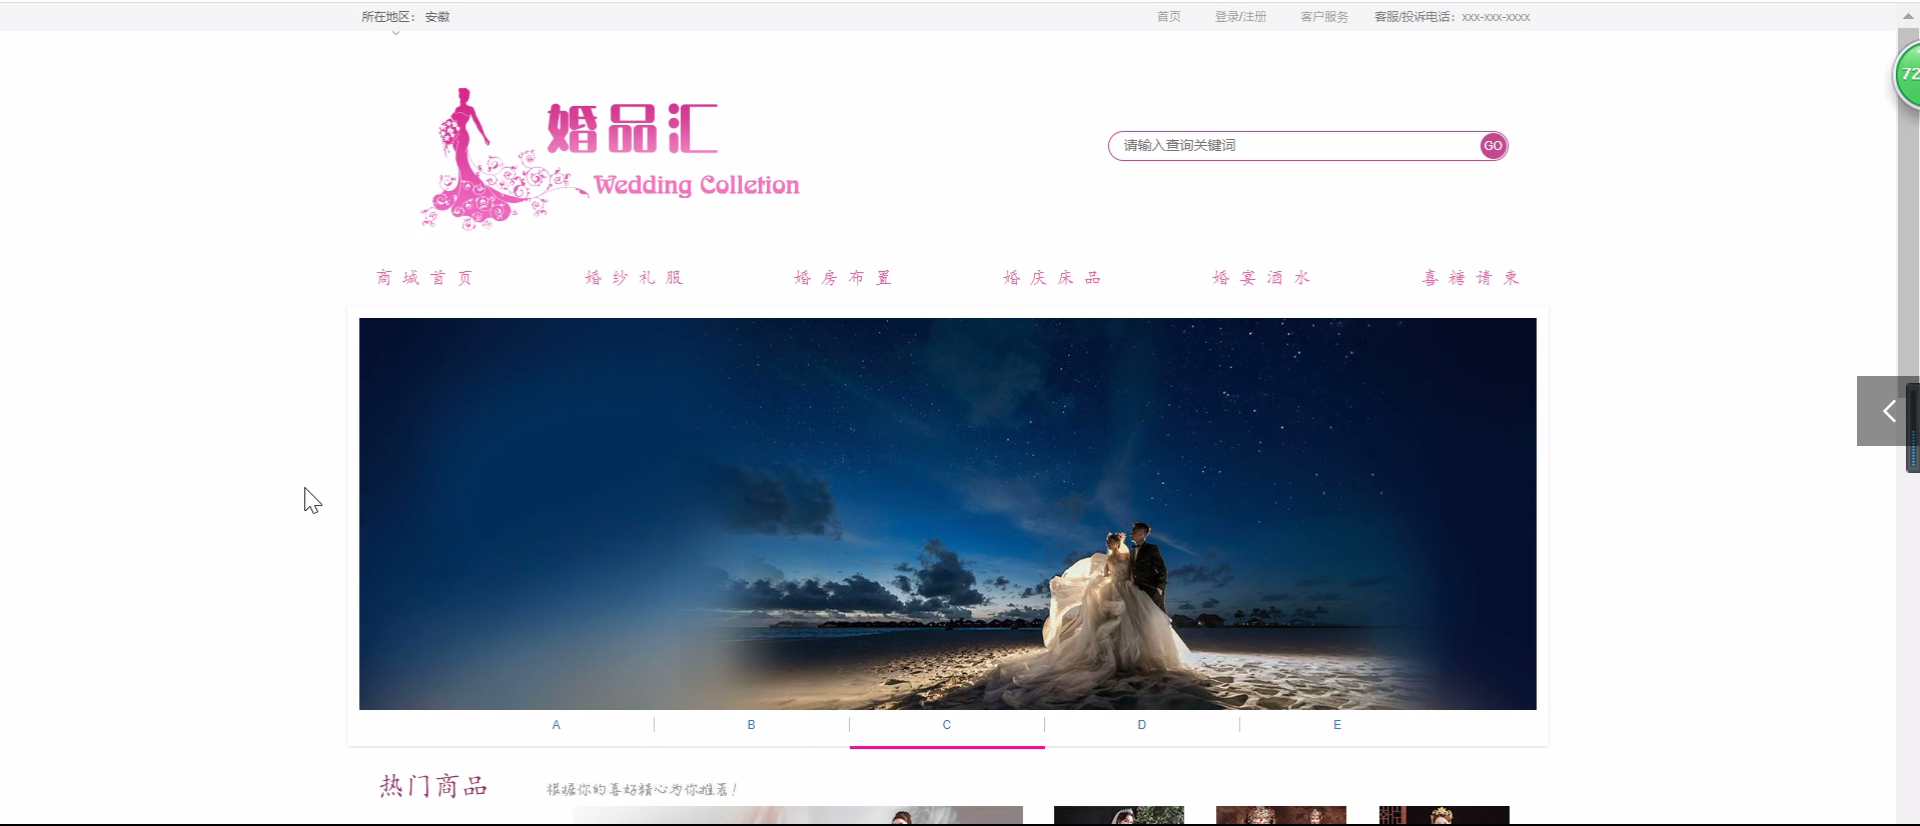 所在地区： 安徽
首页 登录/注册 客户服务 客服/投诉电话：xxx-xxx-xxxx
72
婚品汇
Wedding Colletion
请输入查询关键词 GO
商城首页 婚纱礼服 婚房布置 婚庆床品 婚宴酒水 喜糖请柬
A B C D E
热门商品 根据你的喜好精心为你推荐！